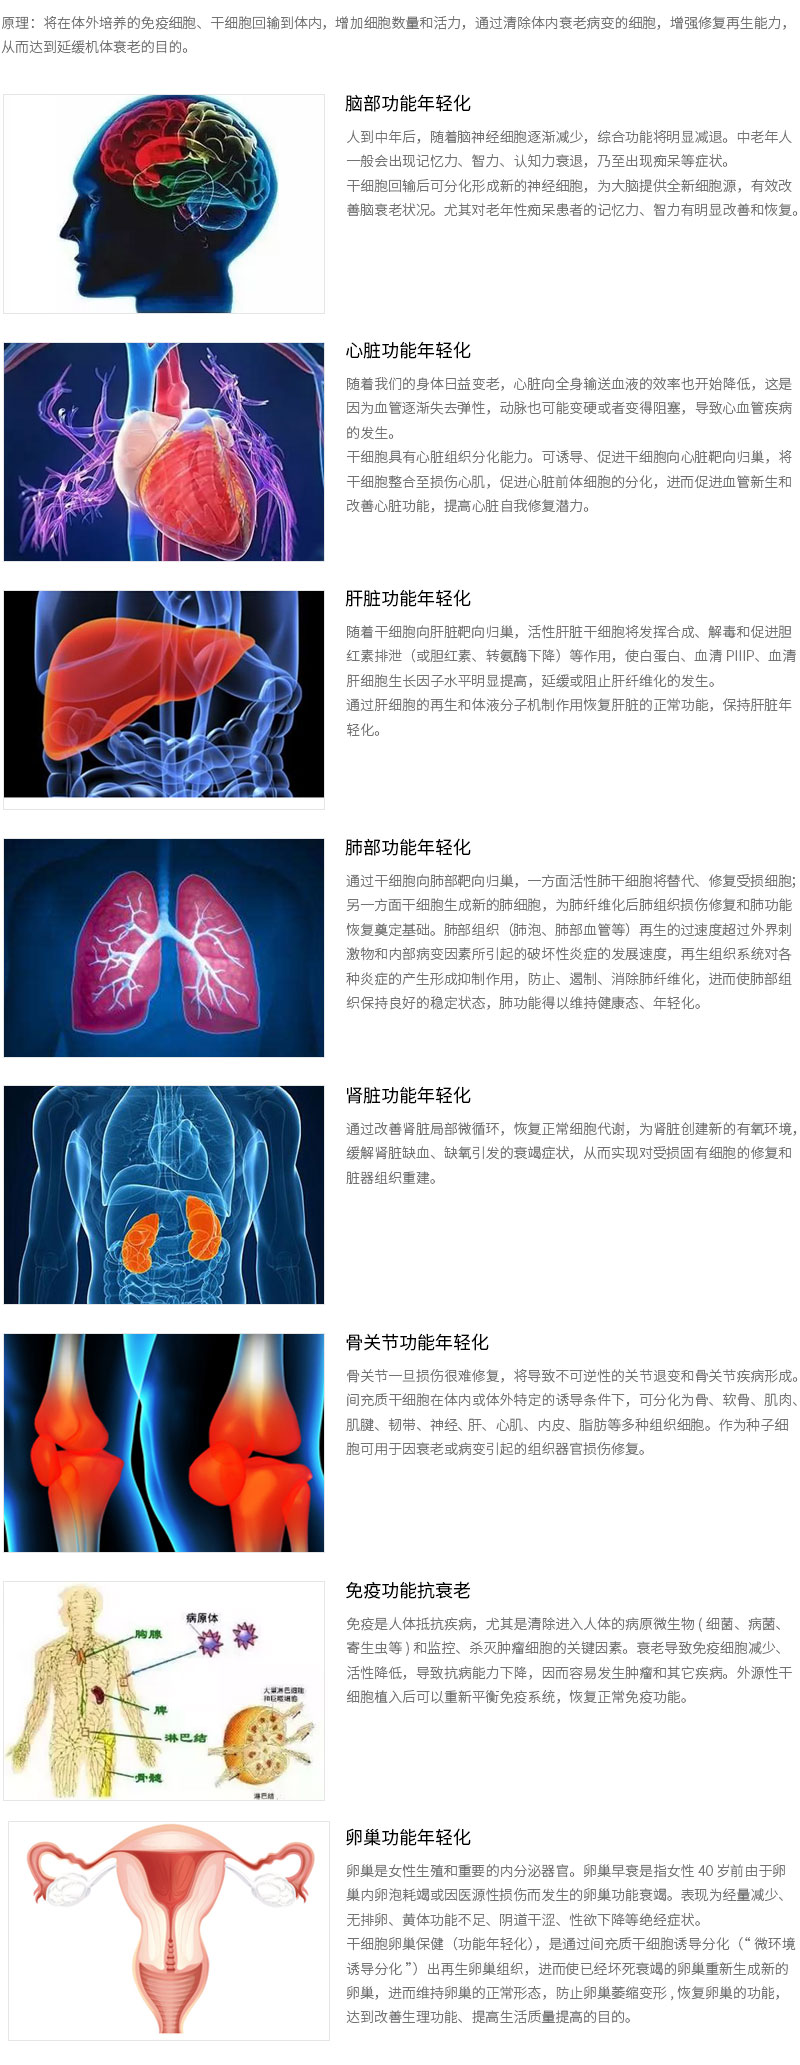 原理：将在体外培养的免疫细胞、干细胞回输到体内，增加细胞数量和活力，通过清除体内衰老病变的细胞，增强修复再生能力，
从而达到延缓机体衰老的目的。
脑部功能年轻化
人到中年后，随着脑神经细胞逐渐减少，综合功能将明显减退。中老年人
一般会出现记忆力、智力、认知力衰退，乃至出现痴呆等症状。
干细胞回输后可分化形成新的神经细胞，为大脑提供全新细胞源，有效改
善脑衰老状况。尤其对老年性痴呆患者的记忆力、智力有明显改善和恢复。
心脏功能年轻化
随着我们的身体日益变老，心脏向全身输送血液的效率也开始降低，这是
因为血管逐渐失去弹性，动脉也可能变硬或者变得阻塞，导致心血管疾病
的发生。
干细胞具有心脏组织分化能力。可诱导、促进干细胞向心脏靶向归巢，将
干细胞整合至损伤心肌，促进心脏前体细胞的分化，进而促进血管新生和
改善心脏功能，提高心脏自我修复潜力。
肝脏功能年轻化
随着干细胞向肝脏靶向归巢，活性肝脏干细胞将发挥合成、解毒和促进胆
红素排泄（或胆红素、转氨酶下降）等作用，使白蛋白、血清 PIIIP、血清
肝细胞生长因子水平明显提高，延缓或阻止肝纤维化的发生。
通过肝细胞的再生和体液分子机制作用恢复肝脏的正常功能，保持肝脏年
轻化。
肺部功能年轻化
通过干细胞向肺部靶向归巢，一方面活性肺干细胞将替代、修复受损细胞;
另一方面干细胞生成新的肺细胞，为肺纤维化后肺组织损伤修复和肺功能
恢复奠定基础。肺部组织（肺泡、肺部血管等）再生的过速度超过外界刺
激物和内部病变因素所引起的破坏性炎症的发展速度，再生组织系统对各
种炎症的产生形成抑制作用，防止、遏制、消除肺纤维化，进而使肺部组
织保持良好的稳定状态，肺功能得以维持健康态、年轻化。
肾脏功能年轻化
通过改善肾脏局部微循环，恢复正常细胞代谢，为肾脏创建新的有氧环境，
缓解肾脏缺血、缺氧引发的衰竭症状，从而实现对受损固有细胞的修复和
脏器组织重建。
骨关节功能年轻化
骨关节一旦损伤很难修复，将导致不可逆性的关节退变和骨关节疾病形成。
间充质干细胞在体内或体外特定的诱导条件下，可分化为骨、软骨、肌肉、
肌腱、韧带、神经、肝、心肌、内皮、脂肪等多种组织细胞。作为种子细
胞可用于因衰老或病变引起的组织器官损伤修复。
免疫功能抗衰老
免疫是人体抵抗疾病，尤其是清除进入人体的病原微生物 ( 细菌、病菌、
寄生虫等 ) 和监控、杀灭肿瘤细胞的关键因素。衰老导致免疫细胞减少、
活性降低，导致抗病能力下降，因而容易发生肿瘤和其它疾病。外源性干
细胞植入后可以重新平衡免疫系统，恢复正常免疫功能。
病原体
胸腺
大量淋巴细胞
和巨噬细胞
脾
淋巴结
骨髓
淋巴结
卵巢功能年轻化
卵巢是女性生殖和重要的内分泌器官。卵巢早衰是指女性 40 岁前由于卵
巢内卵泡耗竭或因医源性损伤而发生的卵巢功能衰竭。表现为经量减少、
无排卵、黄体功能不足、阴道干涩、性欲下降等绝经症状。
干细胞卵巢保健（功能年轻化），是通过间充质干细胞诱导分化（“ 微环境
诱导分化 ”）出再生卵巢组织，进而使已经坏死衰竭的卵巢重新生成新的
卵巢，进而维持卵巢的正常形态，防止卵巢萎缩变形 , 恢复卵巢的功能，
达到改善生理功能、提高生活质量提高的目的。